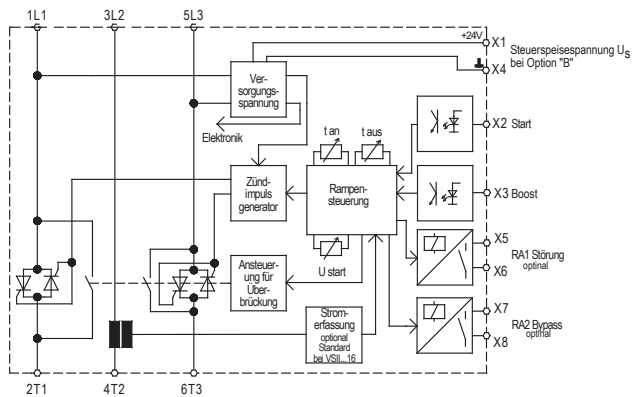 1L1 3L2 5L3
+24V
X1
Steuerspeisespannung US
bei Option "B"
X4
Ver-
sorgungs-
spannung
Elektronik
t an
t aus
X2 Start
Zünd-
impuls
generator
Rampen-
steuerung
X3 Boost
U start
X5
RA1 Störung
optinal
X6
Ansteuer-
ung für
Über-
brückung
Strom-
erfassung
optional
Standard
bei VSII...16
X7
RA2 Bypass
optinal
X8
2T1 4T2 6T3